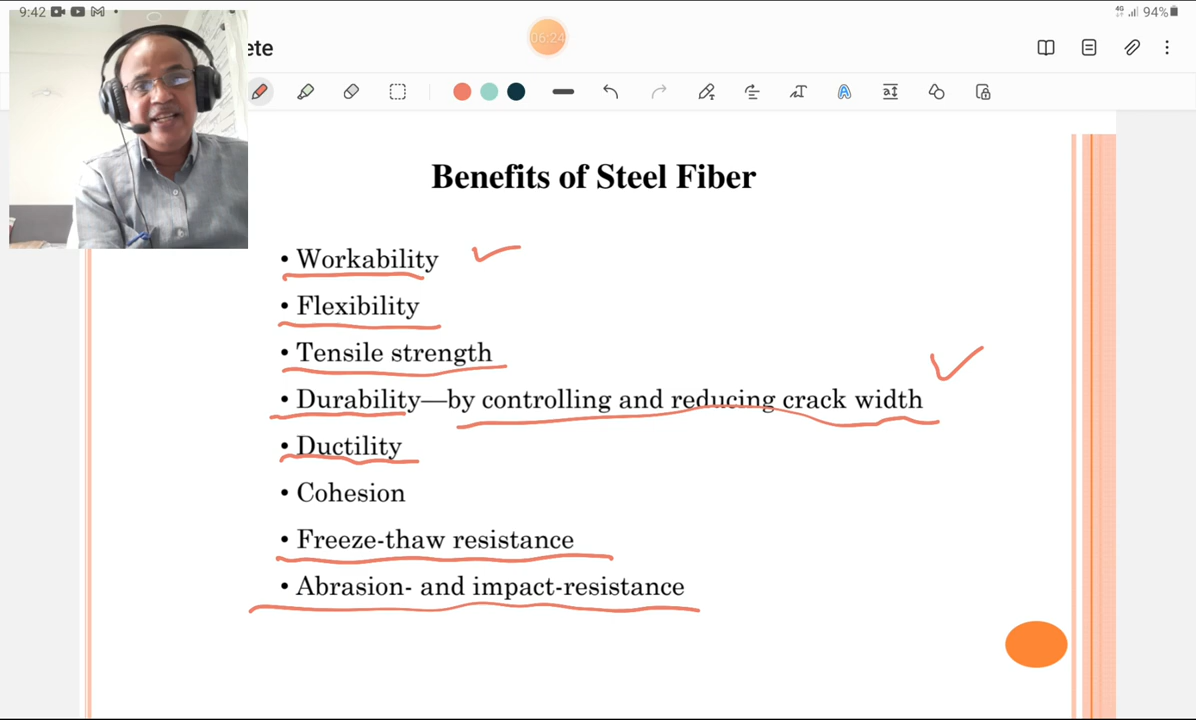 9:42
4G
94%
ete
06:24
Benefits of Steel Fiber
• Workability
• Flexibility
• Tensile strength
• Durability—by controlling and reducing crack width
• Ductility
• Cohesion
• Freeze-thaw resistance
• Abrasion- and impact-resistance